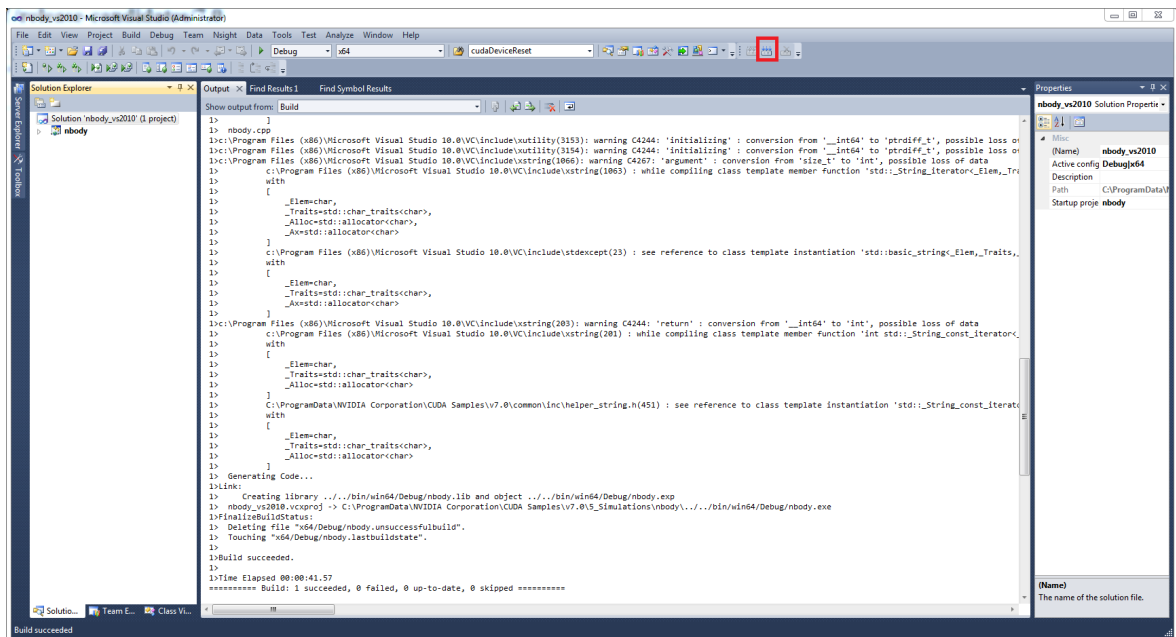 nbody_vs2010 - Microsoft Visual Studio (Administrator)
File Edit View Project Build Debug Team Nsight Data Tools Test Analyze Window Help
Debug x64 cudaDeviceReset
Solution Explorer
Solution 'nbody_vs2010' (1 project)
nbody
Server Explorer
Toolbox
Output Find Results 1 Find Symbol Results
Show output from: Build
1> ]
1> nbody.cpp
1>c:\Program Files (x86)\Microsoft Visual Studio 10.0\VC\include\xutility(3153): warning C4244: 'initializing' : conversion from '__int64' to 'ptrdiff_t', possible loss o
1>c:\Program Files (x86)\Microsoft Visual Studio 10.0\VC\include\xutility(3154): warning C4244: 'initializing' : conversion from '__int64' to 'ptrdiff_t', possible loss o
1>c:\Program Files (x86)\Microsoft Visual Studio 10.0\VC\include\xstring(1066): warning C4267: 'argument' : conversion from 'size_t' to 'int', possible loss of data
1> c:\Program Files (x86)\Microsoft Visual Studio 10.0\VC\include\xstring(1063) : while compiling class template member function 'std::_String_iterator<_Elem,_Tra
1> with
1> [
1> _Elem=char,
1> _Traits=std::char_traits<char>,
1> _Alloc=std::allocator<char>,
1> _Ax=std::allocator<char>
1> ]
1> c:\Program Files (x86)\Microsoft Visual Studio 10.0\VC\include\stdexcept(23) : see reference to class template instantiation 'std::basic_string<_Elem,_Traits,_
1> with
1> [
1> _Elem=char,
1> _Traits=std::char_traits<char>,
1> _Ax=std::allocator<char>
1> ]
1>c:\Program Files (x86)\Microsoft Visual Studio 10.0\VC\include\xstring(203): warning C4244: 'return' : conversion from '__int64' to 'int', possible loss of data
1> c:\Program Files (x86)\Microsoft Visual Studio 10.0\VC\include\xstring(201) : while compiling class template member function 'int std::_String_const_iterator<_
1> with
1> [
1> _Elem=char,
1> _Traits=std::char_traits<char>,
1> _Alloc=std::allocator<char>
1> ]
1> C:\ProgramData\NVIDIA Corporation\CUDA Samples\v7.0\common\inc\helper_string.h(451) : see reference to class template instantiation 'std::_String_const_iterato
1> with
1> [
1> _Elem=char,
1> _Traits=std::char_traits<char>,
1> _Alloc=std::allocator<char>
1> ]
1> Generating Code...
1>Link:
1> Creating library ../../bin/win64/Debug/nbody.lib and object ../../bin/win64/Debug/nbody.exp
1> nbody_vs2010.vcxproj -> C:\ProgramData\NVIDIA Corporation\CUDA Samples\v7.0\5_Simulations\nbody\../../bin/win64/Debug/nbody.exe
1>FinalizeBuildStatus:
1> Deleting file "x64/Debug/nbody.unsuccessfulbuild".
1> Touching "x64/Debug/nbody.lastbuildstate".
1>
1>Build succeeded.
1>
1>Time Elapsed 00:00:41.57
========== Build: 1 succeeded, 0 failed, 0 up-to-date, 0 skipped ==========
Properties
nbody_vs2010 Solution Propertie
Misc
(Name) nbody_vs2010
Active config Debug|x64
Description
Path C:\ProgramData\N
Startup proje nbody
(Name)
The name of the solution file.
Solutio... Team E... Class Vi...
Build succeeded